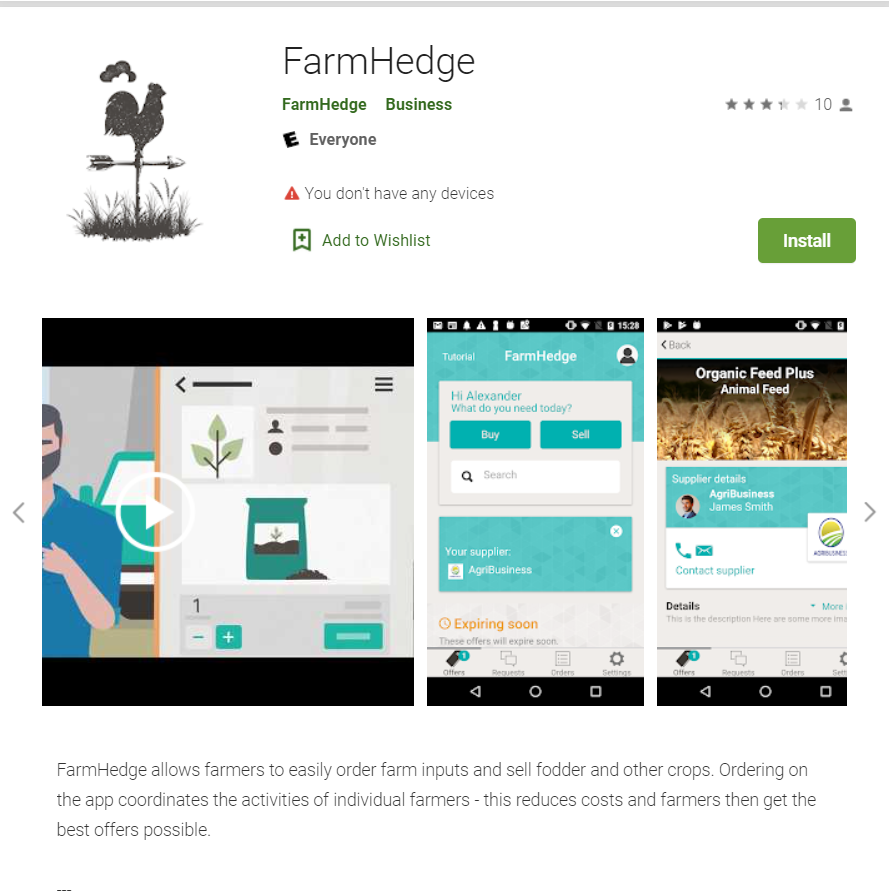 FarmHedge
FarmHedge Business
10
Everyone
You don't have any devices
Add to Wishlist
Install
1
15:28
Tutorial FarmHedge
Hi Alexander
What do you need today?
Buy Sell
Search
Your supplier:
AgriBusiness
Expiring soon
These offers will expire soon.
1
Offers Requests Orders Settings
Back
Organic Feed Plus
Animal Feed
Supplier details
AgriBusiness
James Smith
AGRIBUSINESS
Contact supplier
Details More
This is the description Here are some more ima
1
Offers Requests Orders Sett
FarmHedge allows farmers to easily order farm inputs and sell fodder and other crops. Ordering on
the app coordinates the activities of individual farmers - this reduces costs and farmers then get the
best offers possible.
---